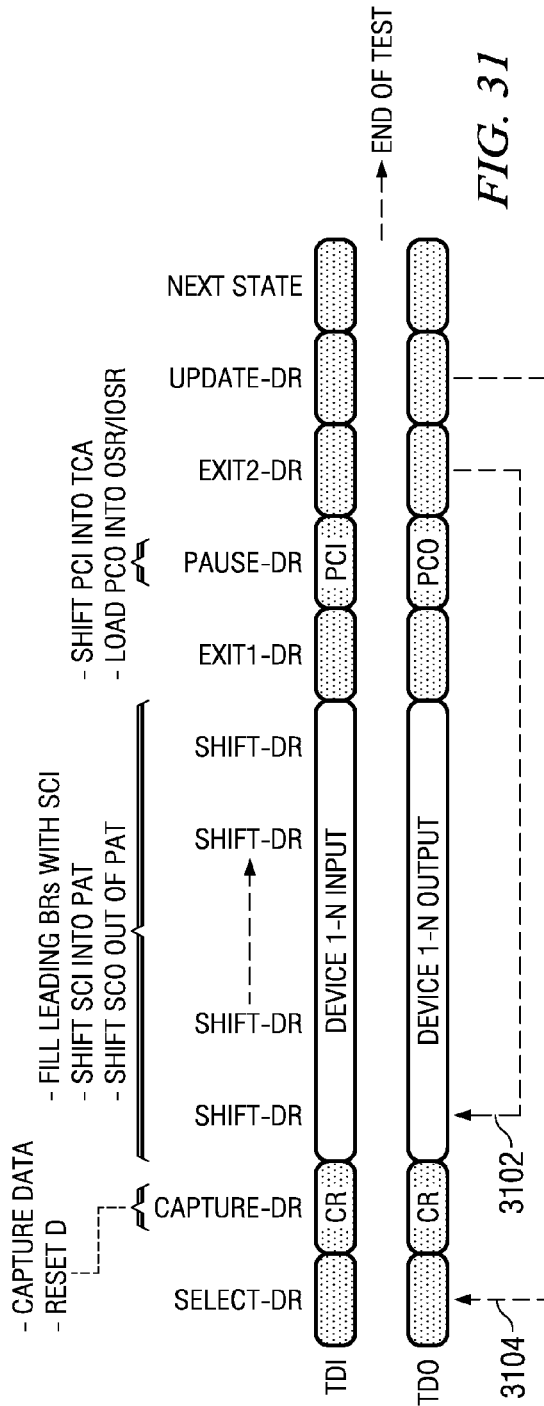 - CAPTURE DATA
- RESET D
- FILL LEADING BRs WITH SCI
- SHIFT SCI INTO PAT
- SHIFT SCO OUT OF PAT
- SHIFT PCI INTO TCA
- LOAD PCO INTO OSR/IOSR
SELECT-DR
CAPTURE-DR
SHIFT-DR
SHIFT-DR
SHIFT-DR
SHIFT-DR
EXIT1-DR
PAUSE-DR
EXIT2-DR
UPDATE-DR
NEXT STATE
TDI
CR
DEVICE 1-N INPUT
PCI
END OF TEST
TDO
CR
DEVICE 1-N OUTPUT
PCO
3104
3102
FIG. 31